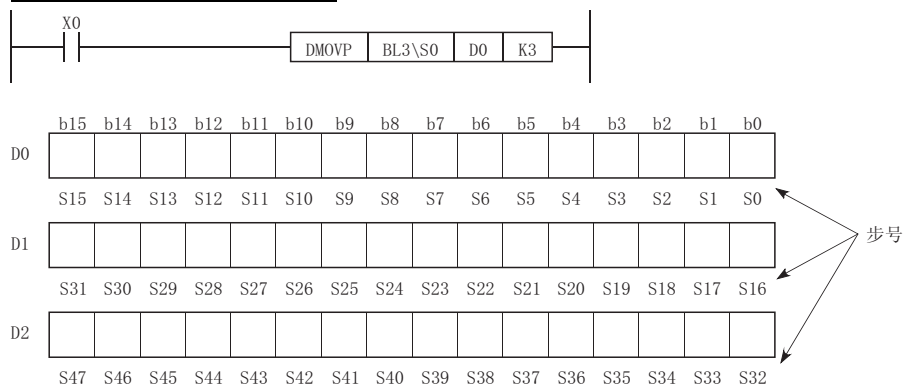 X0
DMOVP BL3\S0 D0 K3
b15 b14 b13 b12 b11 b10 b9 b8 b7 b6 b5 b4 b3 b2 b1 b0
D0
S15 S14 S13 S12 S11 S10 S9 S8 S7 S6 S5 S4 S3 S2 S1 S0
D1
步号
S31 S30 S29 S28 S27 S26 S25 S24 S23 S22 S21 S20 S19 S18 S17 S16
D2
S47 S46 S45 S44 S43 S42 S41 S40 S39 S38 S37 S36 S35 S34 S33 S32